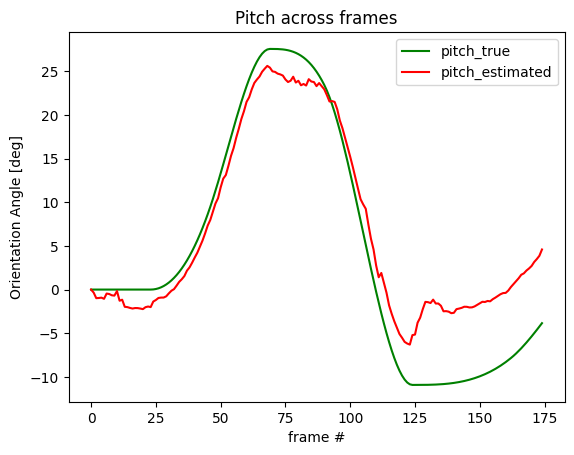 Pitch across frames
pitch_true
pitch_estimated
Orientation Angle [deg]
25
20
15
10
5
0
−5
−10
0 25 50 75 100 125 150 175
frame #